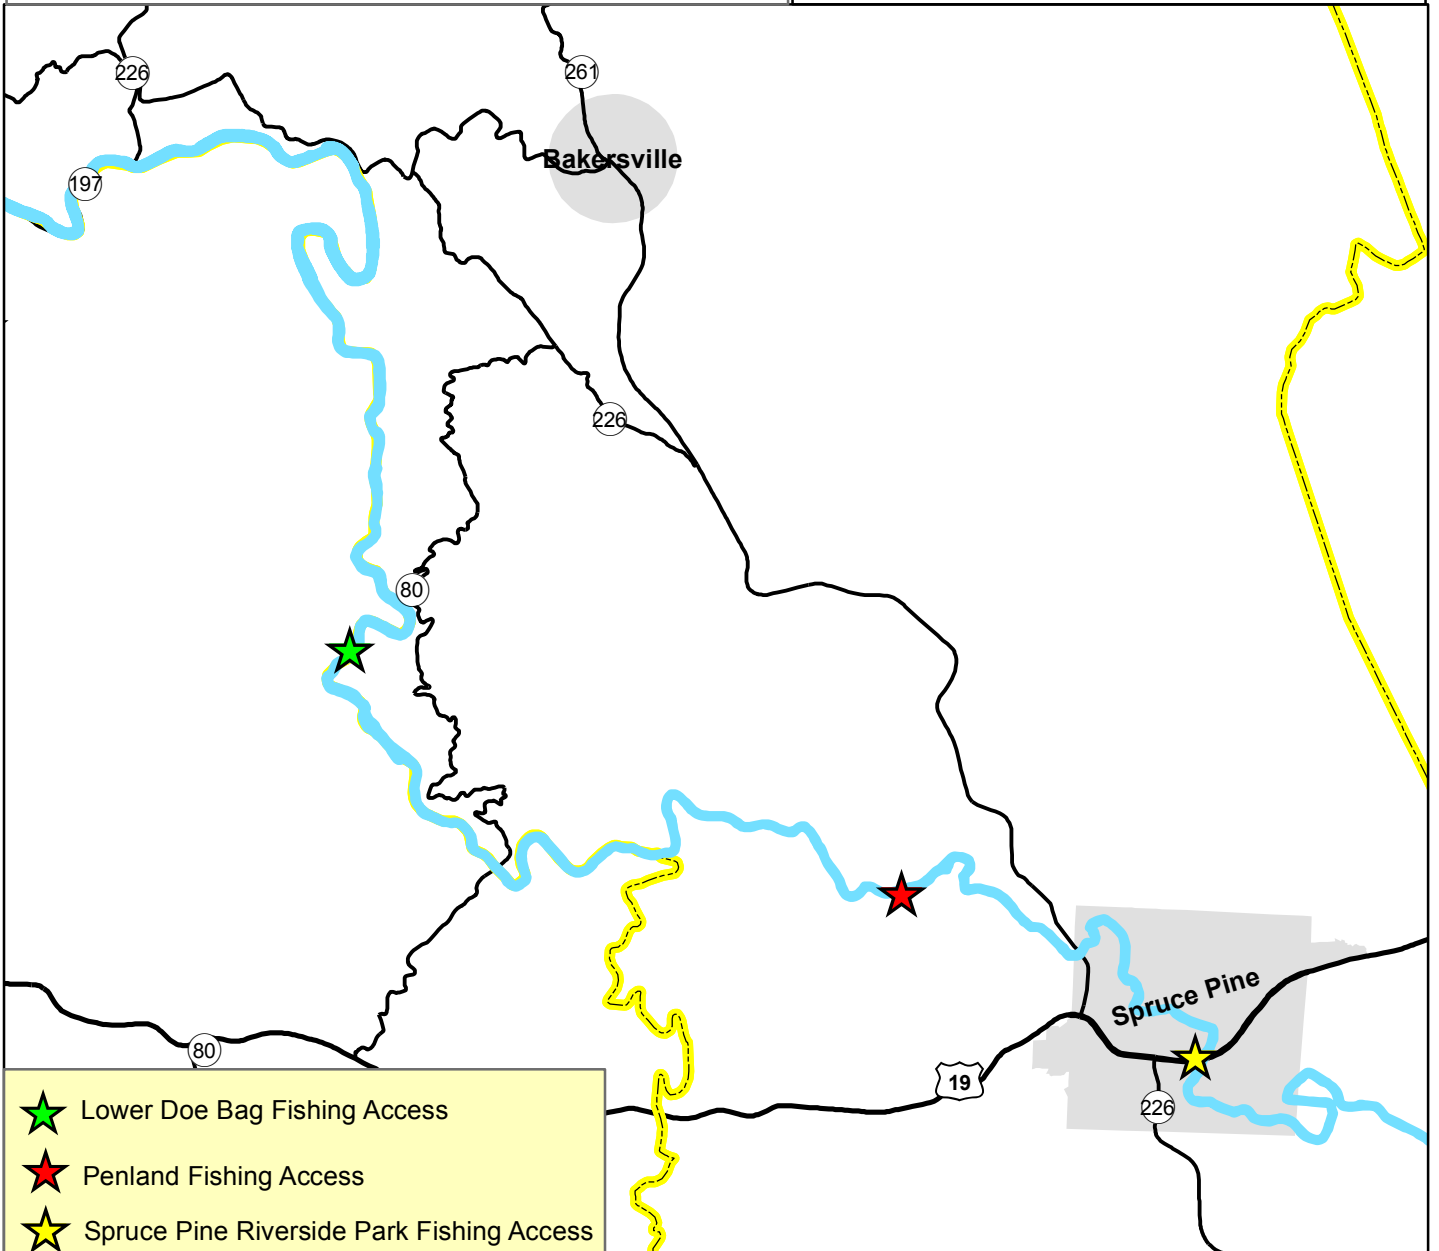 226
261
Bakersville
197
226
80
Spruce Pine
80
19
226
Lower Doe Bag Fishing Access
Penland Fishing Access
Spruce Pine Riverside Park Fishing Access